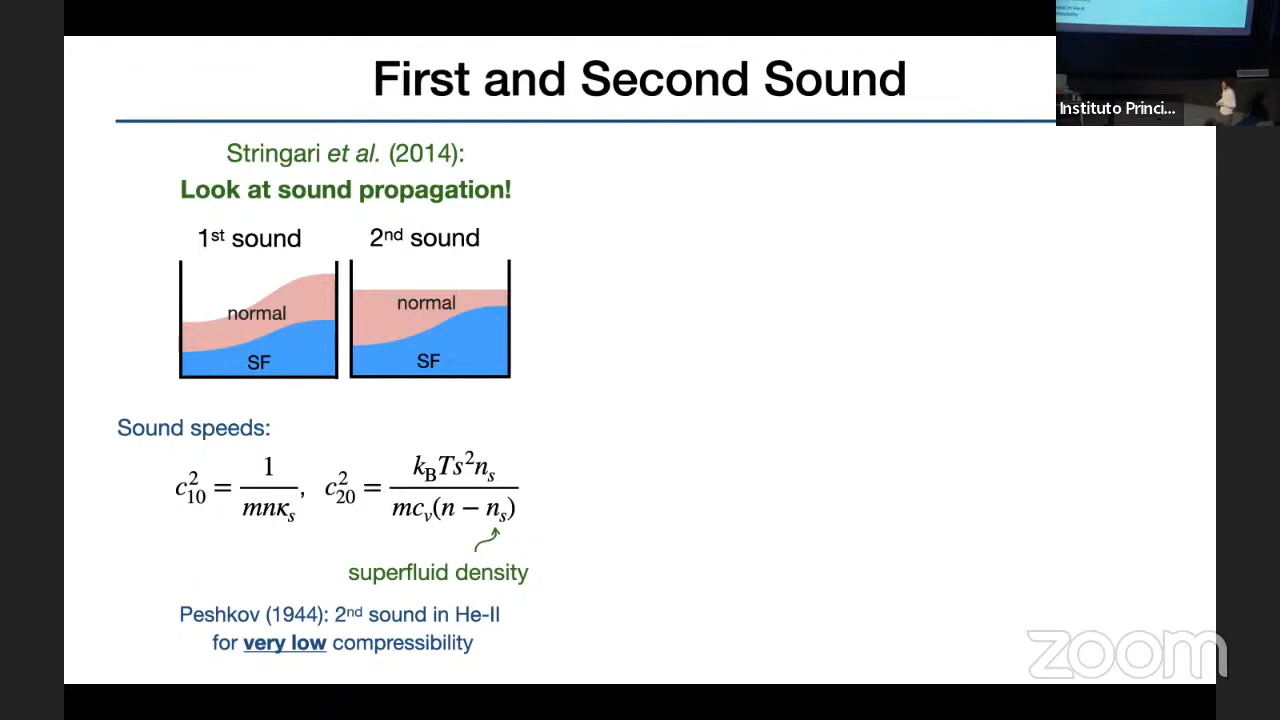 First and Second Sound
Instituto Princi...
Stringari et al. (2014):
Look at sound propagation!
1st sound
2nd sound
normal
SF
normal
SF
Sound speeds:
c₁₀² = 1 / (mnκₛ), c₂₀² = k_B T s² nₛ / (mcᵥ(n − nₛ))
superfluid density
Peshkov (1944): 2nd sound in He-II
for very low compressibility
zoom